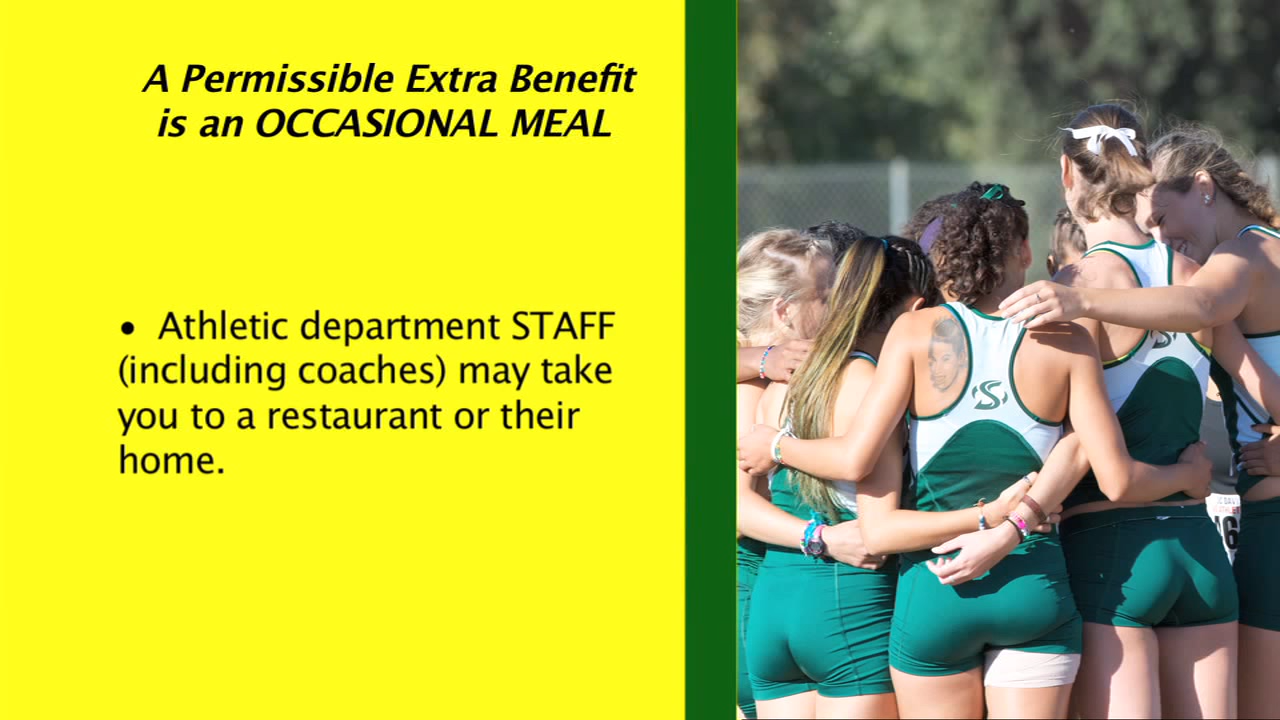 A Permissible Extra Benefit
is an OCCASIONAL MEAL
• Athletic department STAFF
(including coaches) may take
you to a restaurant or their
home.
S
16